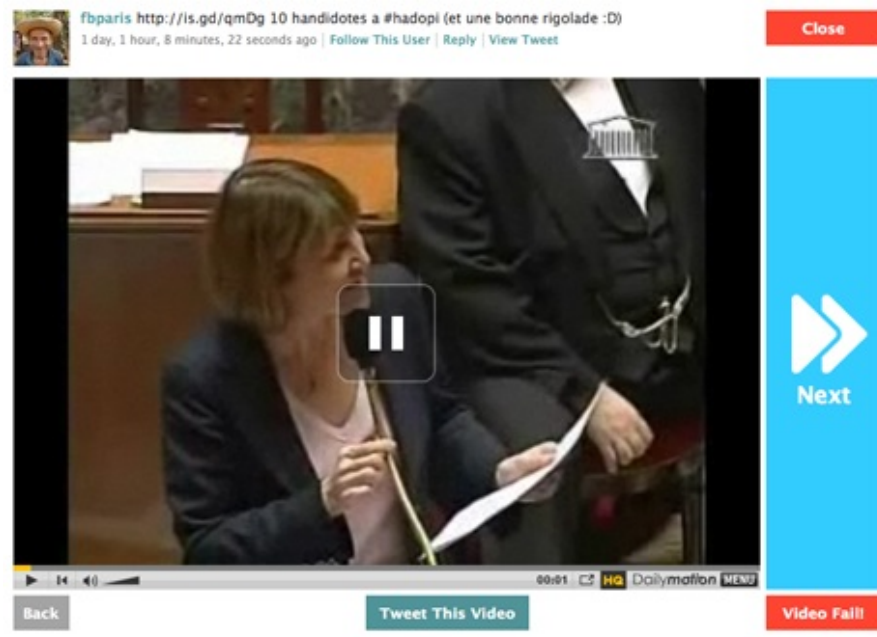 fbparis http://is.gd/qmDg 10 handidotes a #hadopi (et une bonne rigolade :D)
1 day, 1 hour, 8 minutes, 22 seconds ago | Follow This User | Reply | View Tweet
Close
Next
00:01 HQ Dailymotion MENU
Back
Tweet This Video
Video Fail!